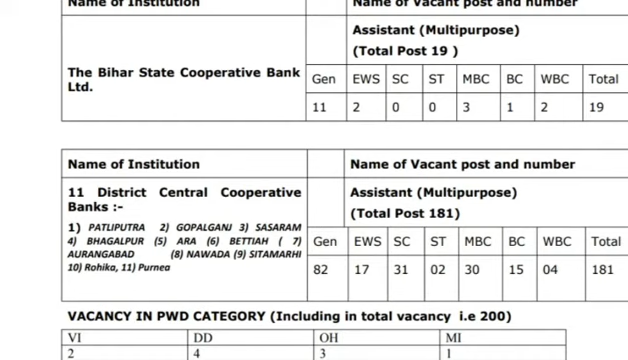 Name of Institution Name of Vacant post and number
Assistant (Multipurpose)
(Total Post 19 )
The Bihar State Cooperative Bank
Ltd.
Gen EWS SC ST MBC BC WBC Total
11 2 0 0 3 1 2 19
Name of Institution Name of Vacant post and number
11 District Central Cooperative
Banks :-
Assistant (Multipurpose)
(Total Post 181)
1) PATLIPUTRA 2) GOPALGANJ 3) SASARAM
4) BHAGALPUR (5) ARA (6) BETTIAH ( 7)
AURANGABAD (8) NAWADA (9) SITAMARHI
10) Rohika, 11) Purnea
Gen EWS SC ST MBC BC WBC Total
82 17 31 02 30 15 04 181
VACANCY IN PWD CATEGORY (Including in total vacancy i.e 200)
VI DD OH MI
2 4 3 1